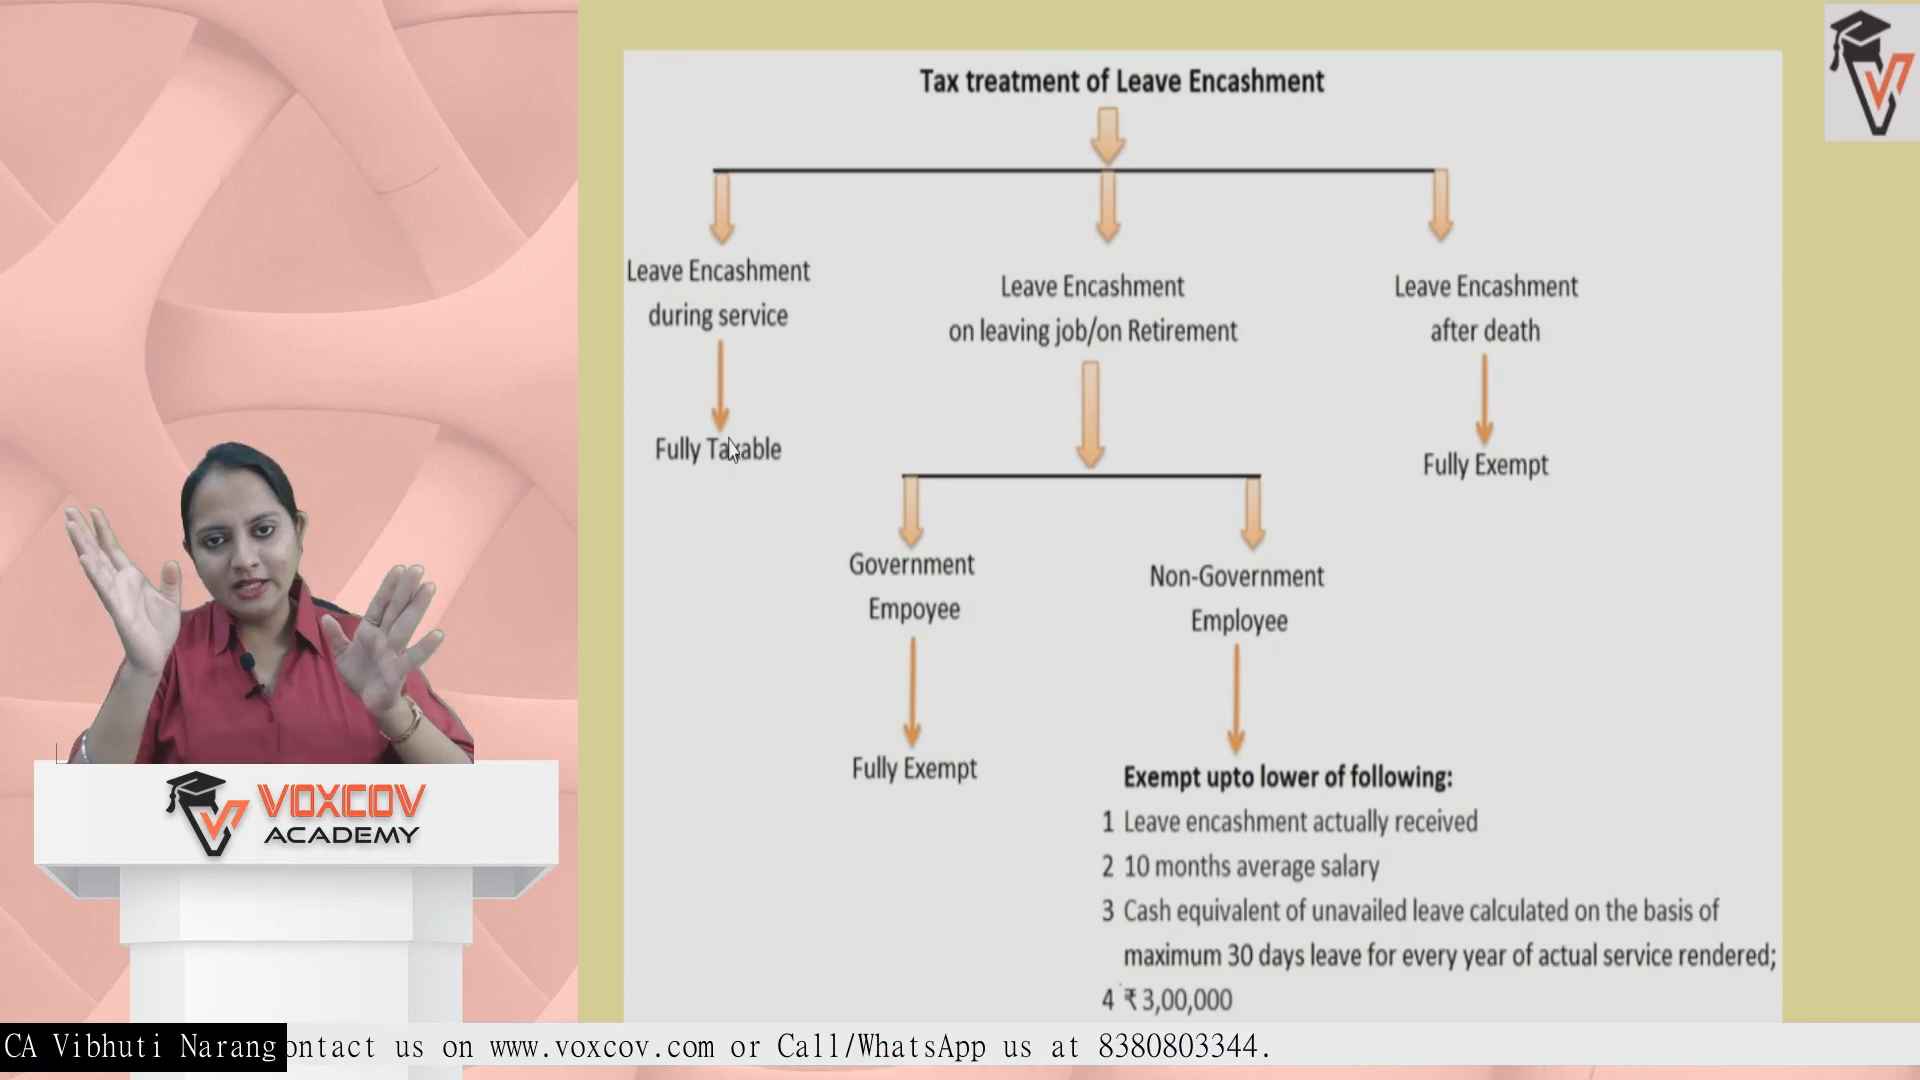 Tax treatment of Leave Encashment
Leave Encashment
during service
Fully Taxable
Leave Encashment
on leaving job/on Retirement
Leave Encashment
after death
Fully Exempt
Government
Empoyee
Fully Exempt
Non-Government
Employee
Exempt upto lower of following:
1 Leave encashment actually received
2 10 months average salary
3 Cash equivalent of unavailed leave calculated on the basis of
maximum 30 days leave for every year of actual service rendered;
4 ₹ 3,00,000
VOXCOV
ACADEMY
CA Vibhuti Narang ontact us on www.voxcov.com or Call/WhatsApp us at 8380803344.